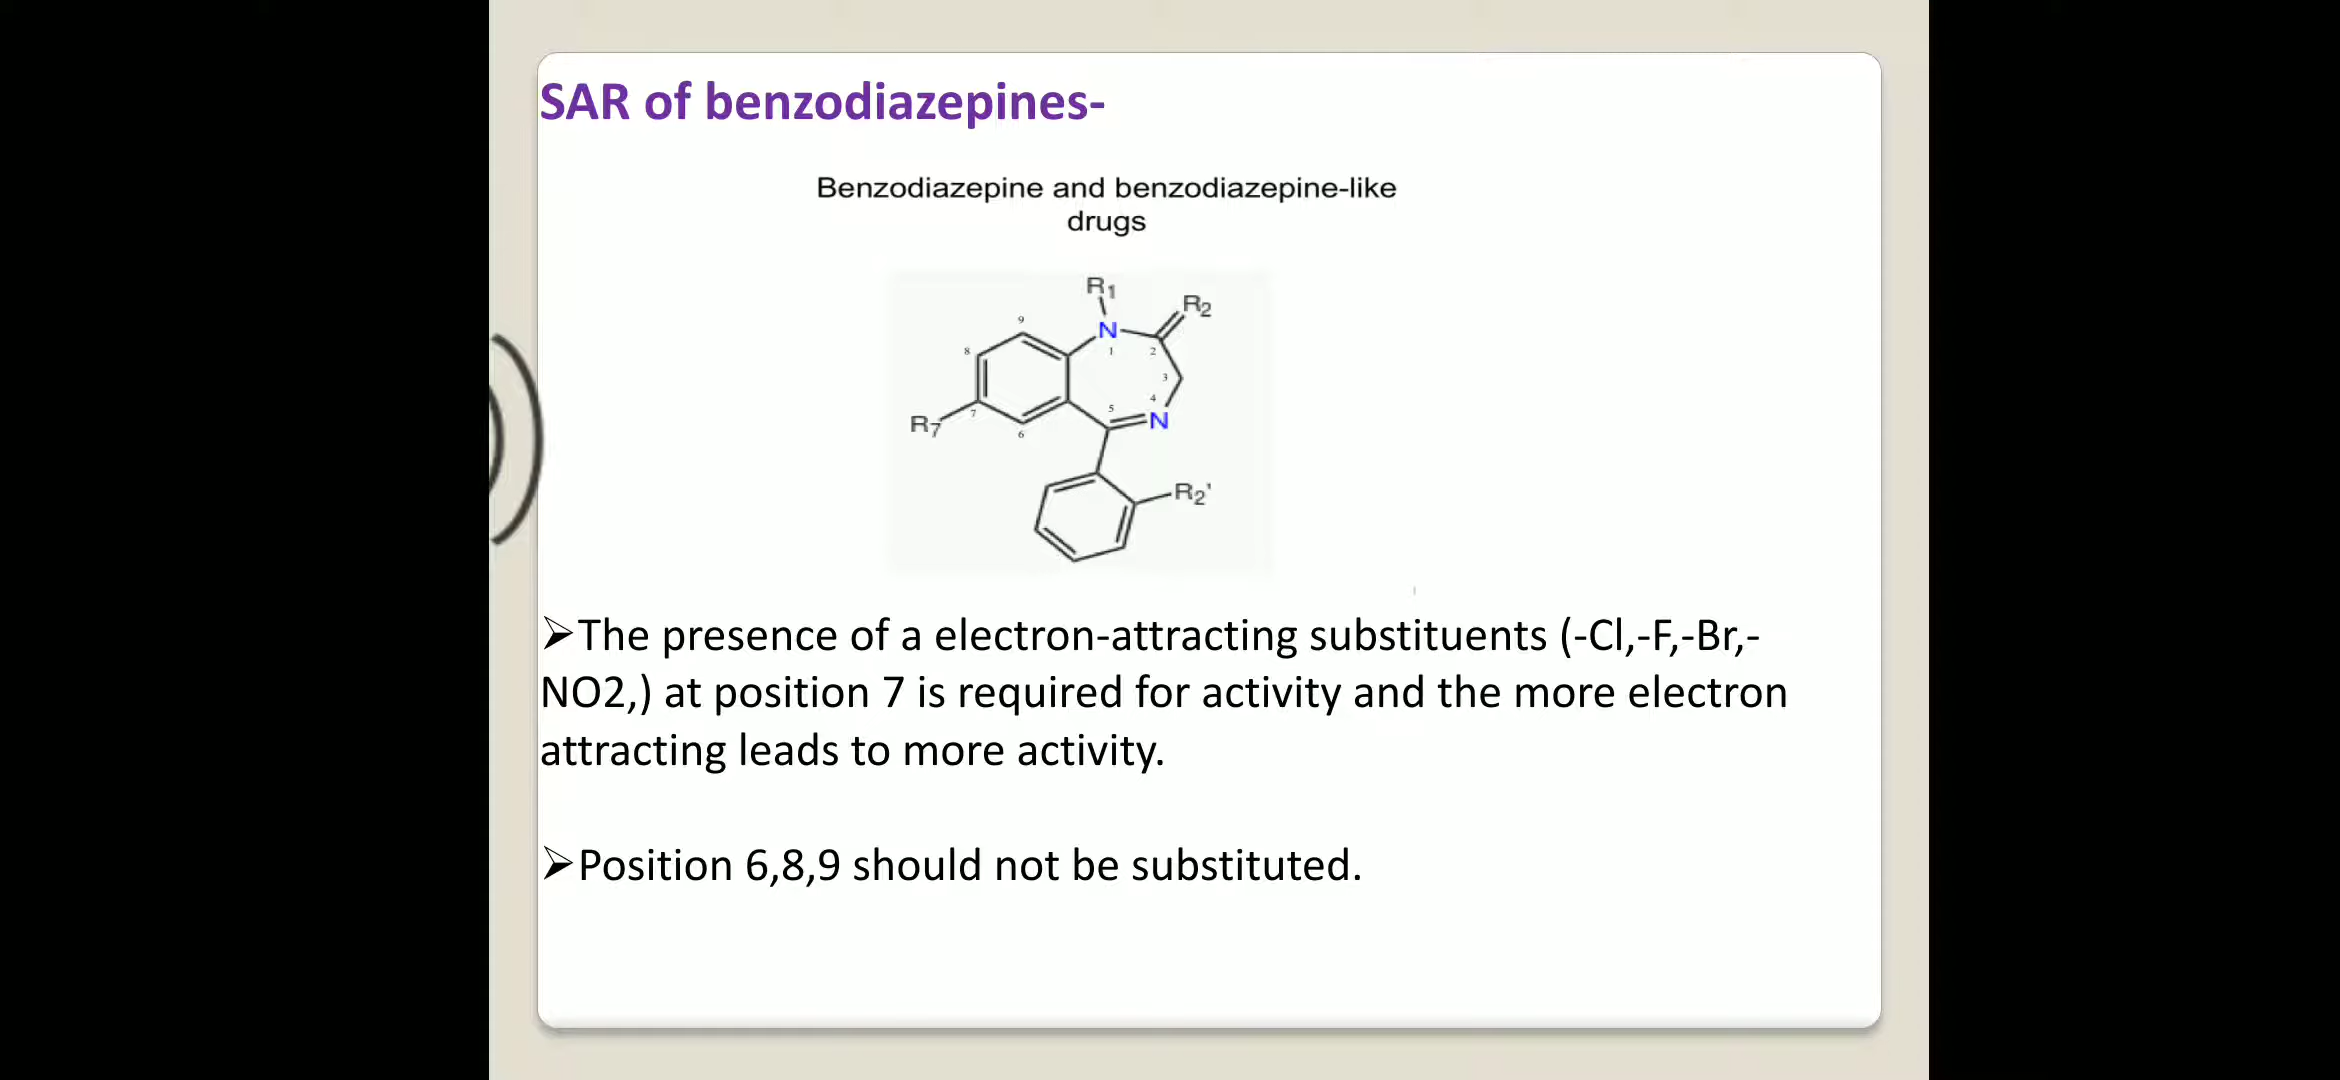 SAR of benzodiazepines-
Benzodiazepine and benzodiazepine-like
drugs
R1
R2
9
N
8
1
2
3
4
5
N
7
R7
6
R2'
➢The presence of a electron-attracting substituents (-Cl,-F,-Br,-
NO2,) at position 7 is required for activity and the more electron
attracting leads to more activity.
➢Position 6,8,9 should not be substituted.